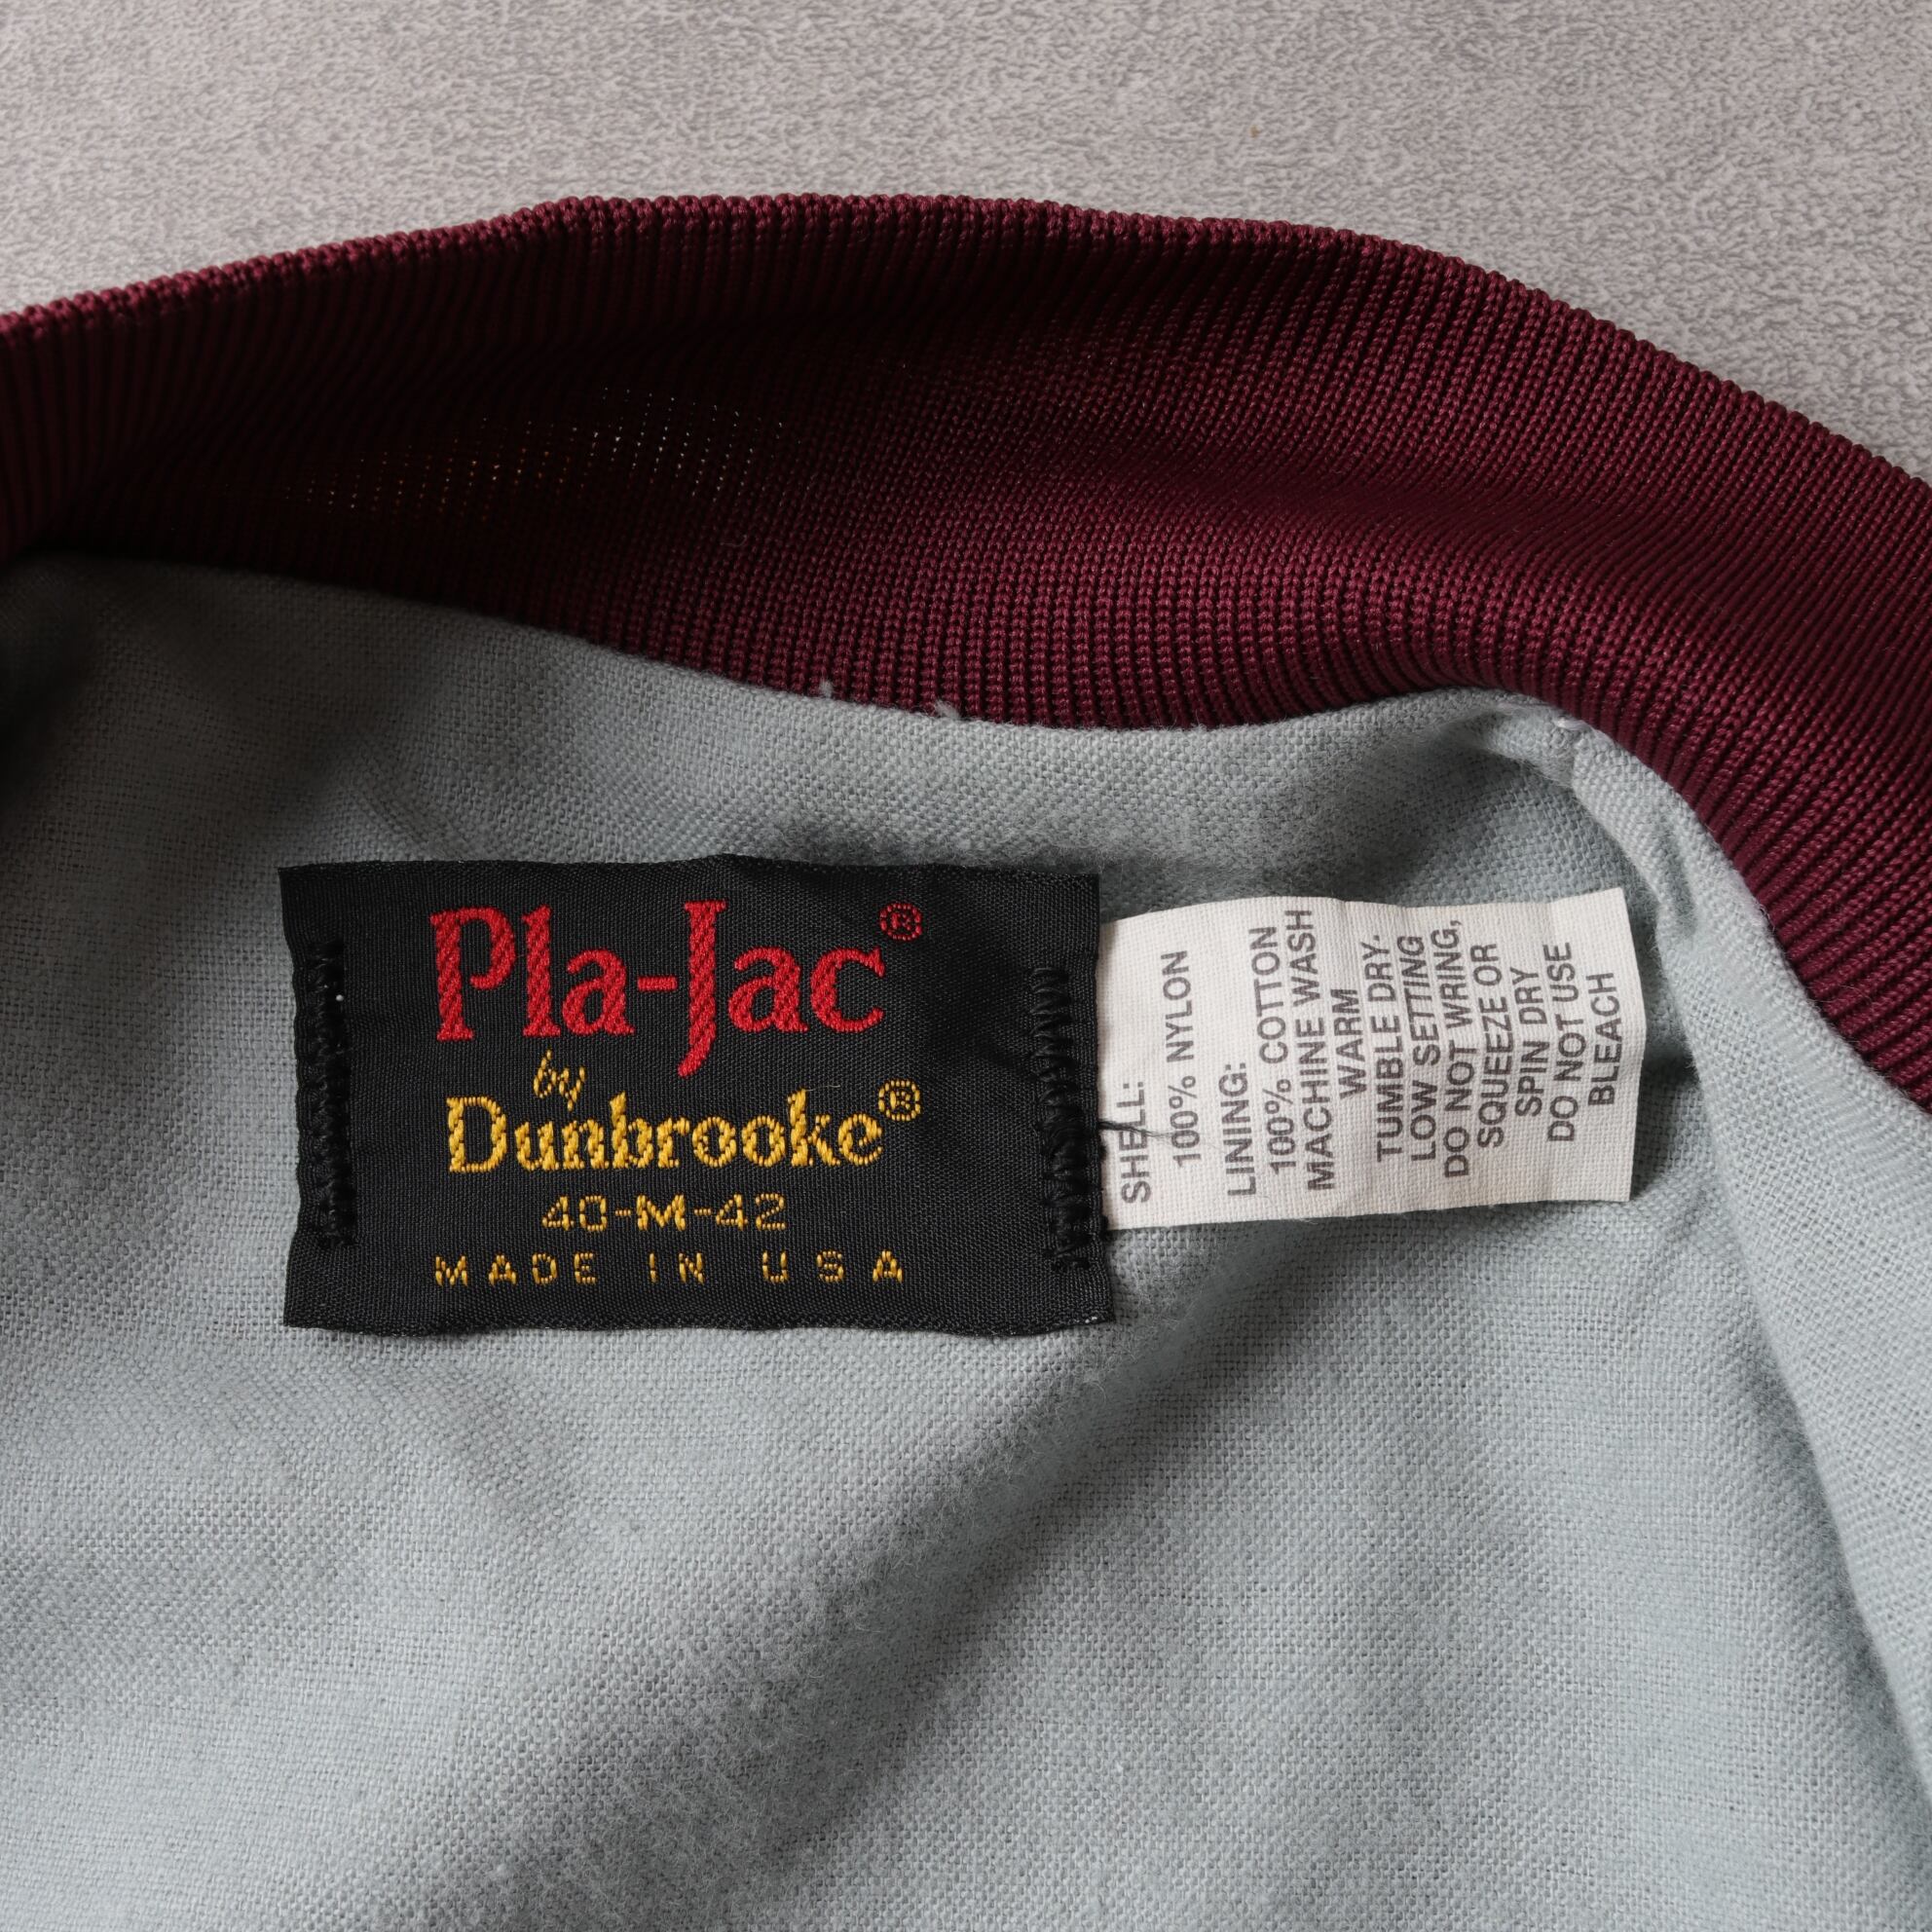 Pla-Jac®
by
Dunbrooke®
40-M-42
MADE IN USA
SHELL:
100% NYLON
LINING:
100% COTTON
MACHINE WASH
WARM
TUMBLE DRY.
LOW SETTING
DO NOT WRING,
SQUEEZE OR
SPIN DRY
DO NOT USE
BLEACH